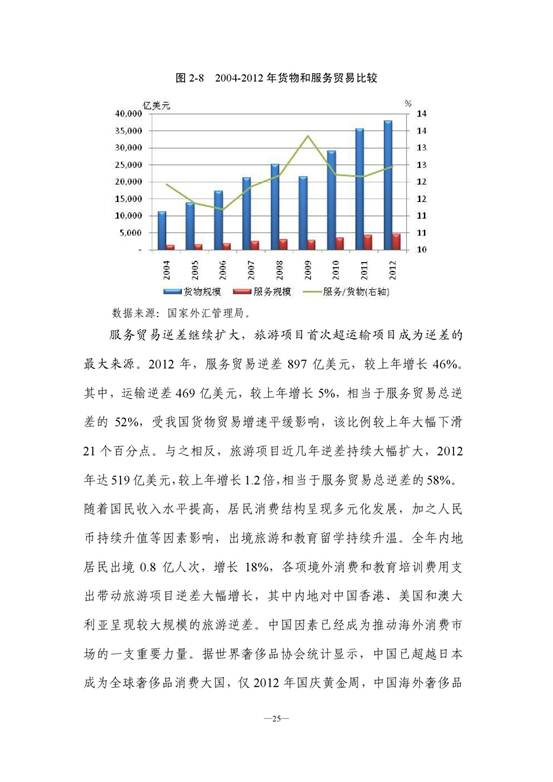 图 2-8 2004-2012 年货物和服务贸易比较
亿美元
%
40,000
35,000
30,000
25,000
20,000
15,000
10,000
5,000
-
14
14
13
13
12
12
11
11
10
2004
2005
2006
2007
2008
2009
2010
2011
2012
货物规模 服务规模 服务/货物(右轴)
数据来源：国家外汇管理局。
服务贸易逆差继续扩大，旅游项目首次超运输项目成为逆差的
最大来源。2012 年，服务贸易逆差 897 亿美元，较上年增长 46%。
其中，运输逆差 469 亿美元，较上年增长 5%，相当于服务贸易总逆
差的 52%，受我国货物贸易增速平缓影响，该比例较上年大幅下滑
21 个百分点。与之相反，旅游项目近几年逆差持续大幅扩大，2012
年达 519 亿美元，较上年增长 1.2 倍，相当于服务贸易总逆差的 58%。
随着国民收入水平提高，居民消费结构呈现多元化发展，加之人民
币持续升值等因素影响，出境旅游和教育留学持续升温。全年内地
居民出境 0.8 亿人次，增长 18%，各项境外消费和教育培训费用支
出带动旅游项目逆差大幅增长，其中内地对中国香港、美国和澳大
利亚呈现较大规模的旅游逆差。中国因素已经成为推动海外消费市
场的一支重要力量。据世界奢侈品协会统计显示，中国已超越日本
成为全球奢侈品消费大国，仅 2012 年国庆黄金周，中国海外奢侈品
—25—